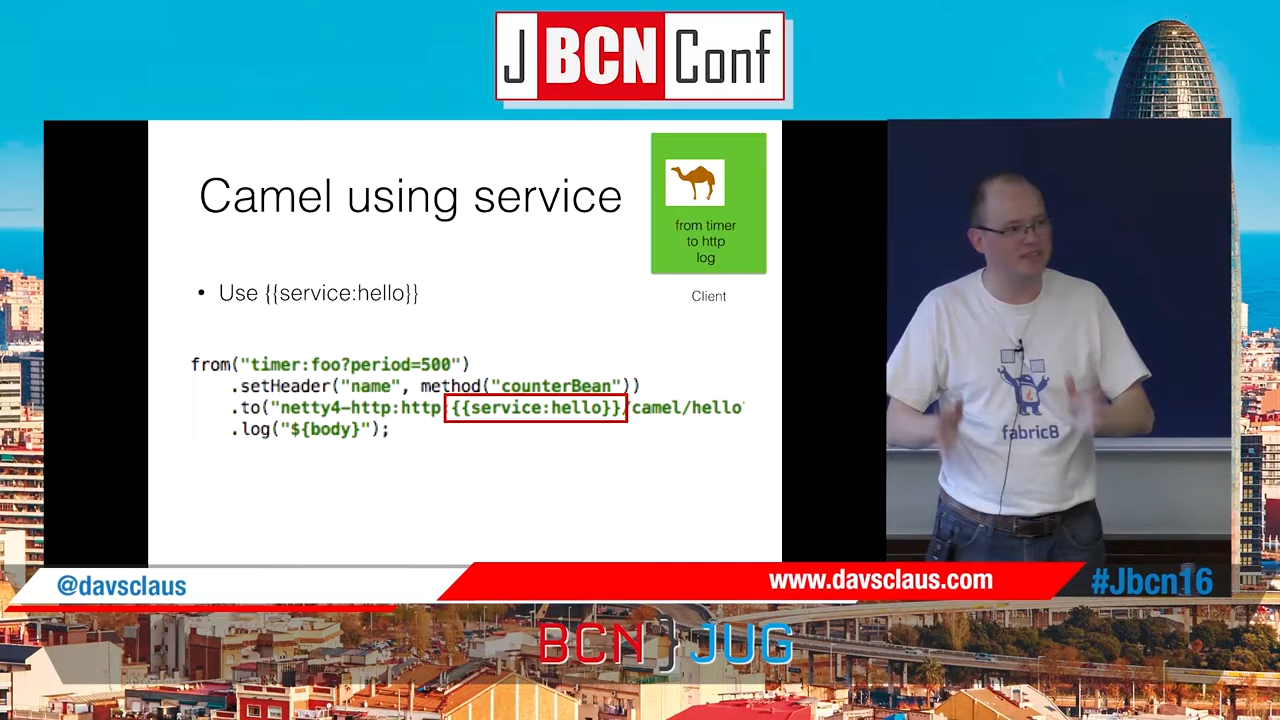 J BCN Conf
Camel using service
from timer
to http
log
Client
• Use {{service:hello}}
from("timer:foo?period=500")
.setHeader("name", method("counterBean"))
.to("netty4-http:http:{{service:hello}}/camel/hello
.log("${body}");
fabric8
@davsclaus
www.davsclaus.com
#Jbcn16
BCN JUG